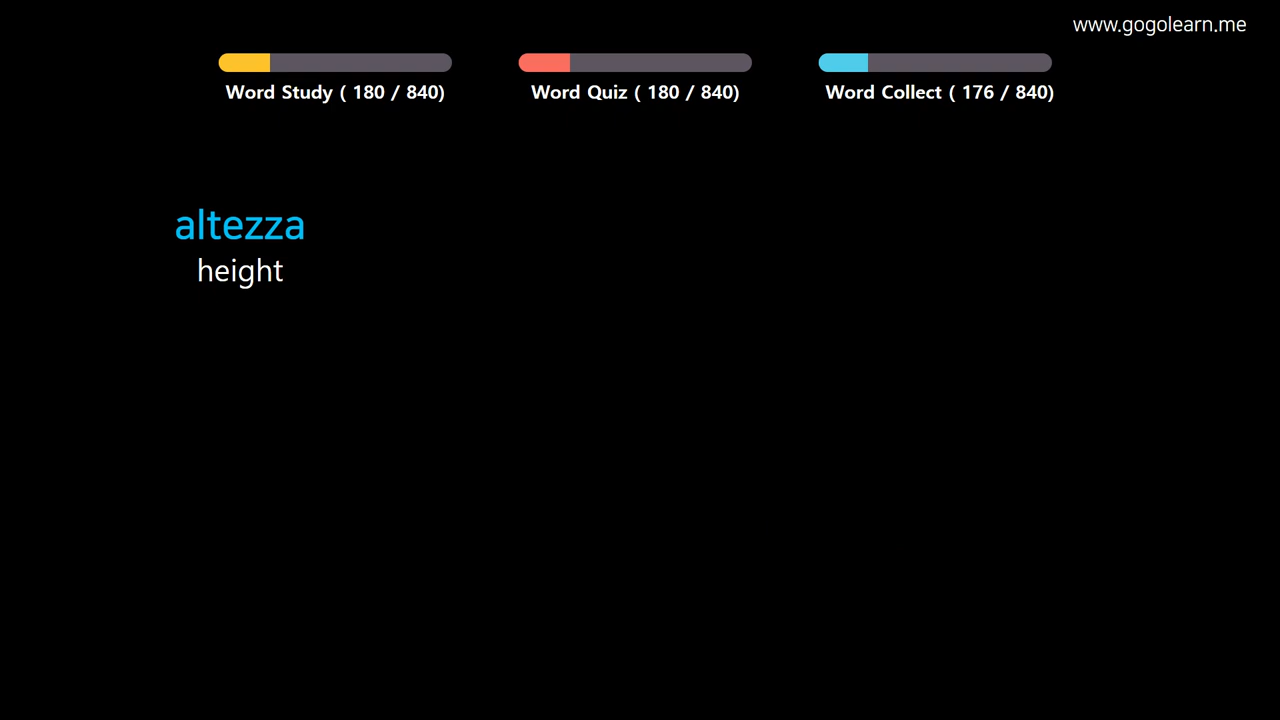 www.gogolearn.me
Word Study ( 180 / 840)
Word Quiz ( 180 / 840)
Word Collect ( 176 / 840)
altezza
height